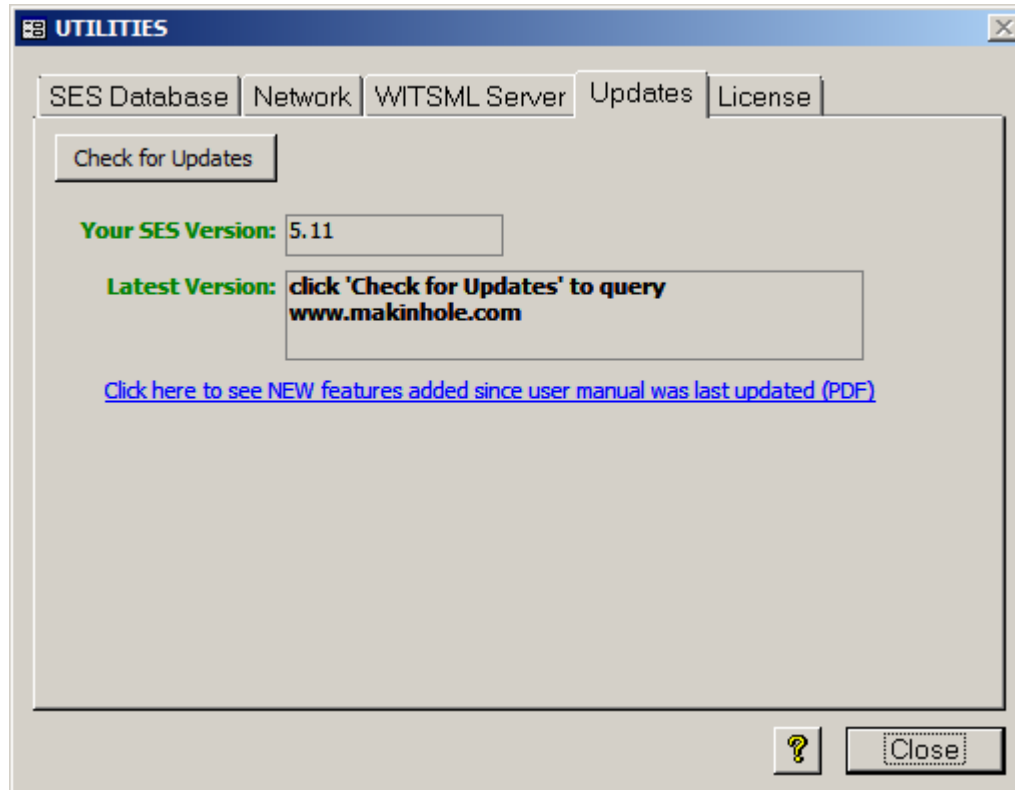 UTILITIES
SES Database Network WITSML Server Updates License
Check for Updates
Your SES Version: 5.11
Latest Version: click 'Check for Updates' to query
www.makinhole.com
Click here to see NEW features added since user manual was last updated (PDF)
? Close